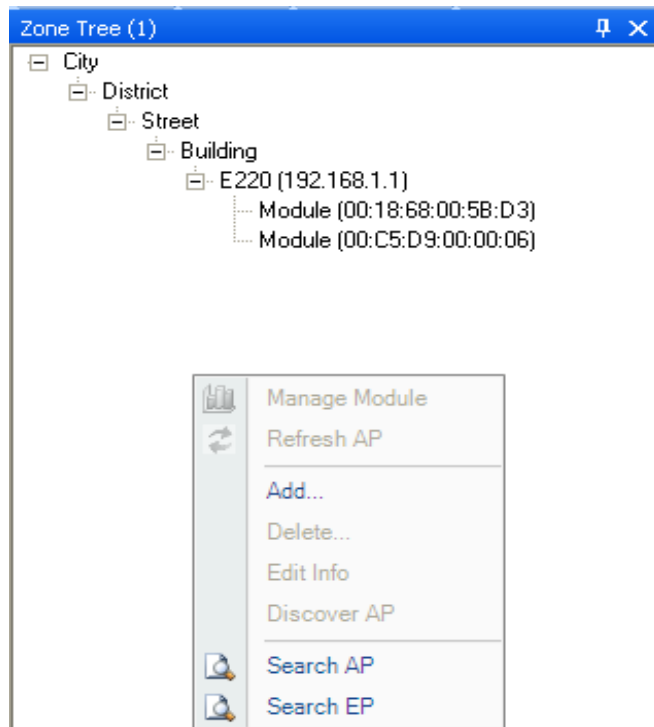 Zone Tree (1)
City
District
Street
Building
E220 (192.168.1.1)
Module (00:18:68:00:5B:D3)
Module (00:C5:D9:00:00:06)
Manage Module
Refresh AP
Add...
Delete...
Edit Info
Discover AP
Search AP
Search EP